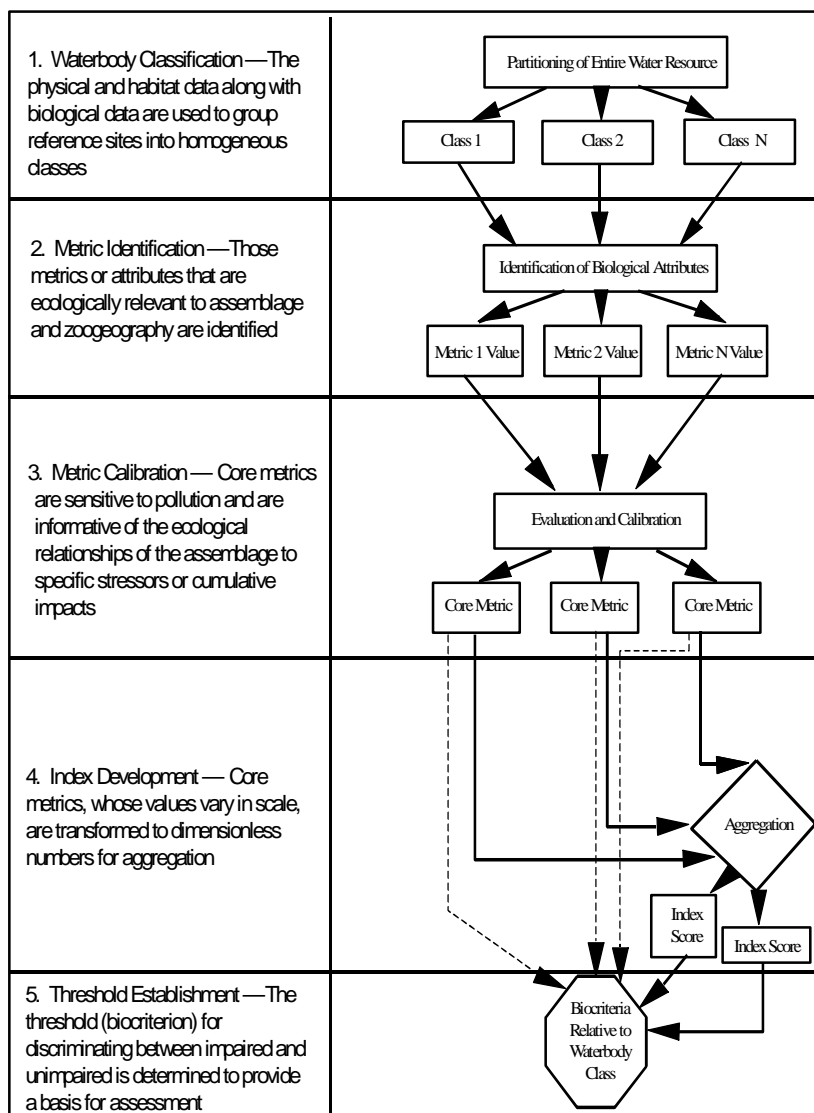 1. Waterbody Classification — The
physical and habitat data along with
biological data are used to group
reference sites into homogeneous
classes
Partitioning of Entire Water Resource
Class 1
Class 2
Class N
2. Metric Identification — Those
metrics or attributes that are
ecologically relevant to assemblage
and zoogeography are identified
Identification of Biological Attributes
Metric 1 Value
Metric 2 Value
Metric N Value
3. Metric Calibration — Core metrics
are sensitive to pollution and are
informative of the ecological
relationships of the assemblage to
specific stressors or cumulative
impacts
Evaluation and Calibration
Core Metric
Core Metric
Core Metric
4. Index Development — Core
metrics, whose values vary in scale,
are transformed to dimensionless
numbers for aggregation
Aggregation
Index
Score
Index Score
5. Threshold Establishment — The
threshold (biocriterion) for
discriminating between impaired and
unimpaired is determined to provide
a basis for assessment
Biocriteria
Relative to
Waterbody
Class